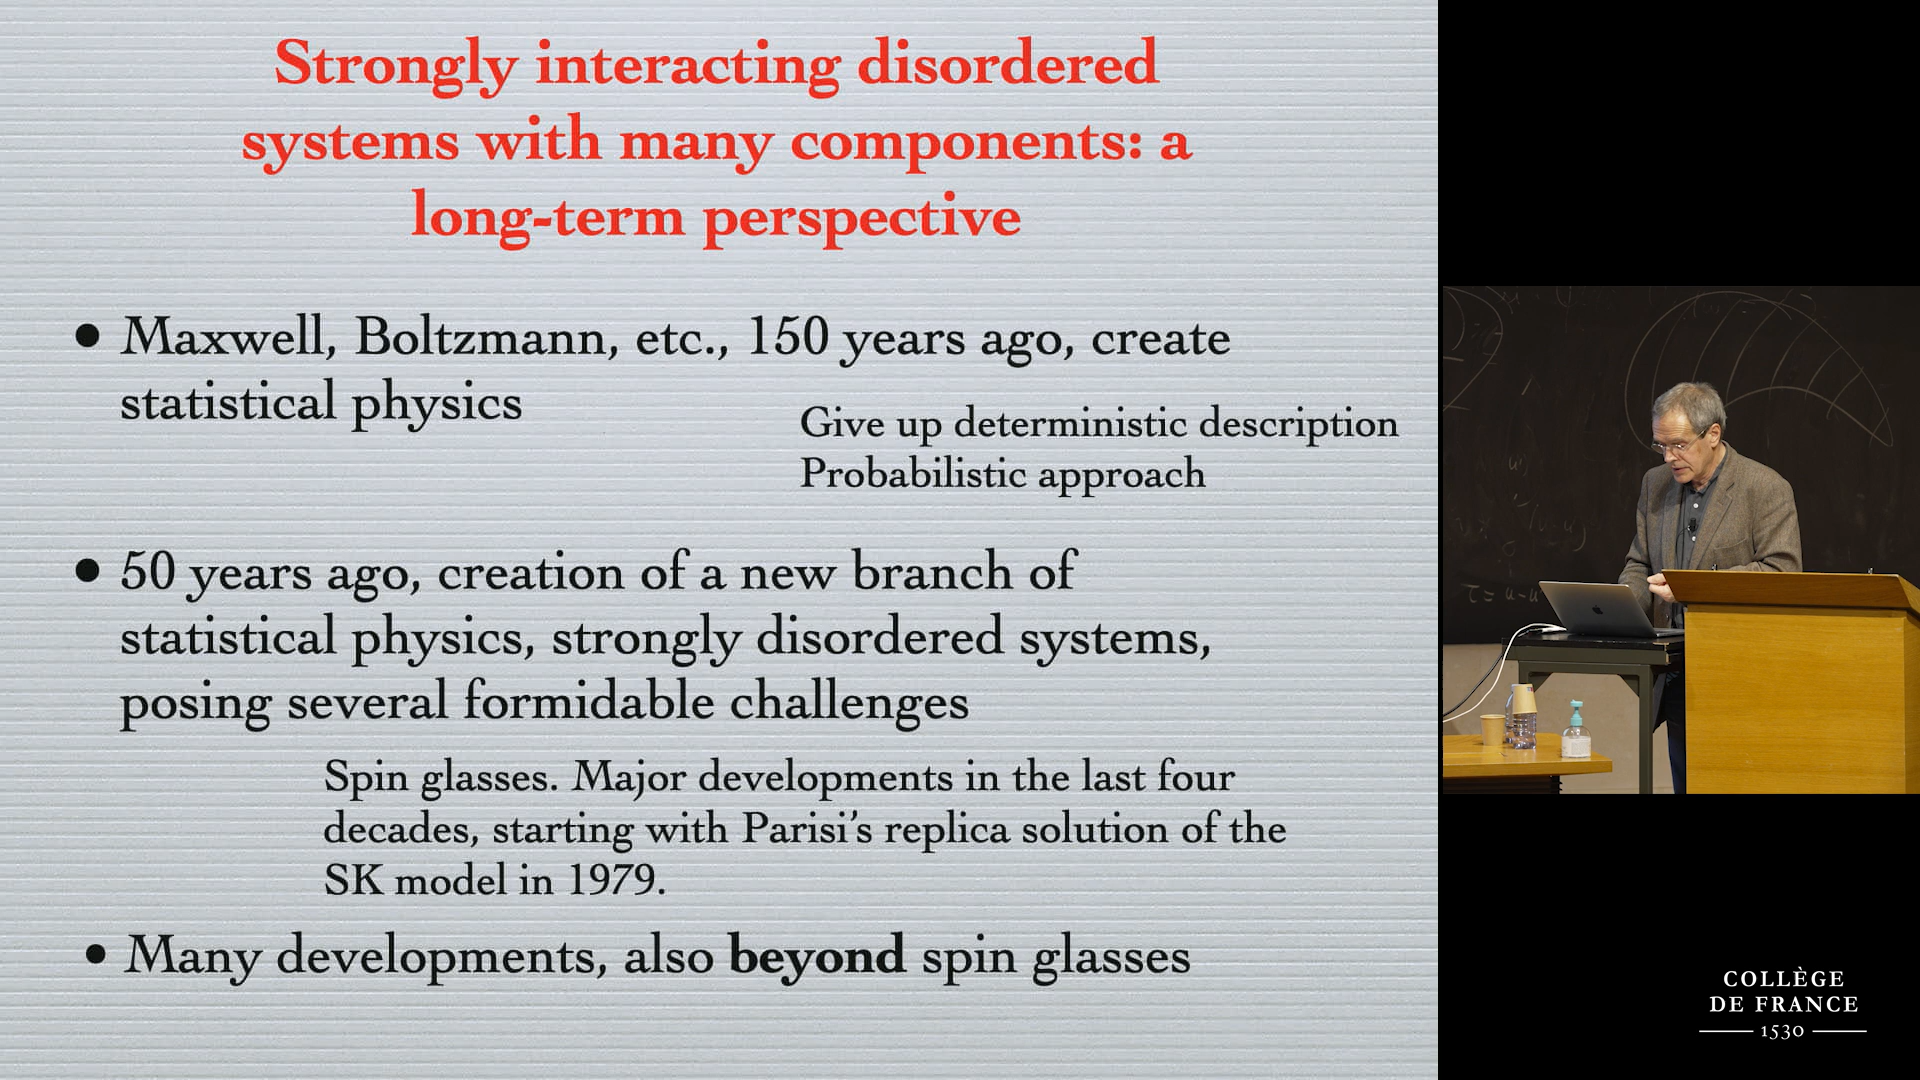 Strongly interacting disordered
systems with many components: a
long-term perspective
• Maxwell, Boltzmann, etc., 150 years ago, create
statistical physics
Give up deterministic description
Probabilistic approach
• 50 years ago, creation of a new branch of
statistical physics, strongly disordered systems,
posing several formidable challenges
Spin glasses. Major developments in the last four
decades, starting with Parisi’s replica solution of the
SK model in 1979.
• Many developments, also beyond spin glasses
COLLÈGE
DE FRANCE
1530